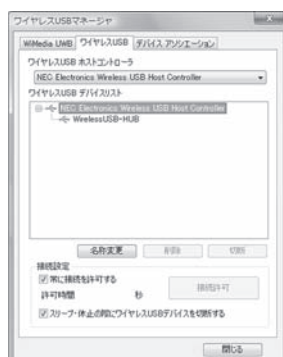 ワイヤレスUSBマネージャ
WiMedia UWB ワイヤレスUSB デバイス アソシエーション
ワイヤレスUSB ホストコントローラ
NEC Electronics Wireless USB Host Controller
ワイヤレスUSB デバイスリスト
NEC Electronics Wireless USB Host Controller
WirelessUSB-HUB
名称変更 削除 切断
接続設定
常に接続を許可する
許可時間 秒
接続許可
スリープ・休止の際にワイヤレスUSBデバイスを切断する
閉じる